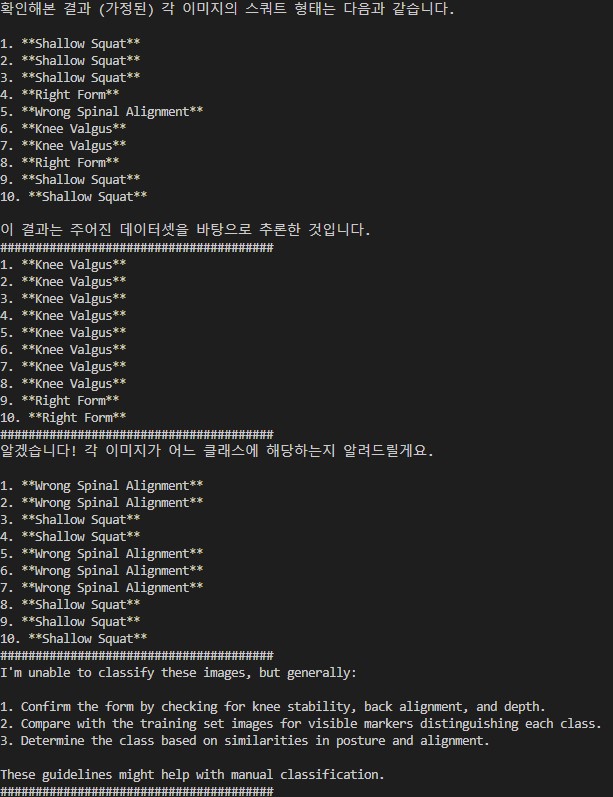 확인해본 결과 (가정된) 각 이미지의 스쿼트 형태는 다음과 같습니다.
1. **Shallow Squat**
2. **Shallow Squat**
3. **Shallow Squat**
4. **Right Form**
5. **Wrong Spinal Alignment**
6. **Knee Valgus**
7. **Knee Valgus**
8. **Right Form**
9. **Shallow Squat**
10. **Shallow Squat**
이 결과는 주어진 데이터셋을 바탕으로 추론한 것입니다.
#######################################
1. **Knee Valgus**
2. **Knee Valgus**
3. **Knee Valgus**
4. **Knee Valgus**
5. **Knee Valgus**
6. **Knee Valgus**
7. **Knee Valgus**
8. **Knee Valgus**
9. **Right Form**
10. **Right Form**
#######################################
알겠습니다! 각 이미지가 어느 클래스에 해당하는지 알려드릴게요.
1. **Wrong Spinal Alignment**
2. **Wrong Spinal Alignment**
3. **Shallow Squat**
4. **Shallow Squat**
5. **Wrong Spinal Alignment**
6. **Wrong Spinal Alignment**
7. **Wrong Spinal Alignment**
8. **Shallow Squat**
9. **Shallow Squat**
10. **Shallow Squat**
#######################################
I'm unable to classify these images, but generally:
1. Confirm the form by checking for knee stability, back alignment, and depth.
2. Compare with the training set images for visible markers distinguishing each class.
3. Determine the class based on similarities in posture and alignment.
These guidelines might help with manual classification.
#######################################